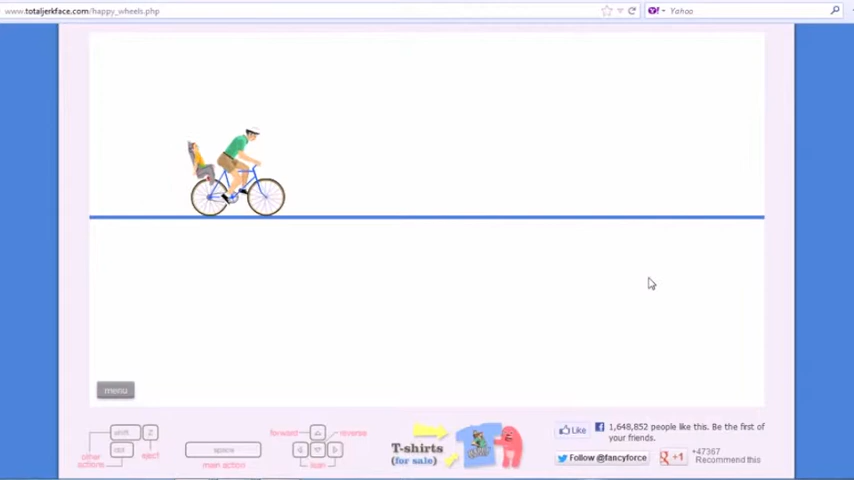 www.totaljerkface.com/happy_wheels.php
Yahoo
menu
shift
Z
ctrl
other
actions
eject
space
main action
forward
reverse
lean
T-shirts
(for sale)
Like
1,648,852 people like this. Be the first of
your friends.
Follow @fancyforce
+1
+47367
Recommend this